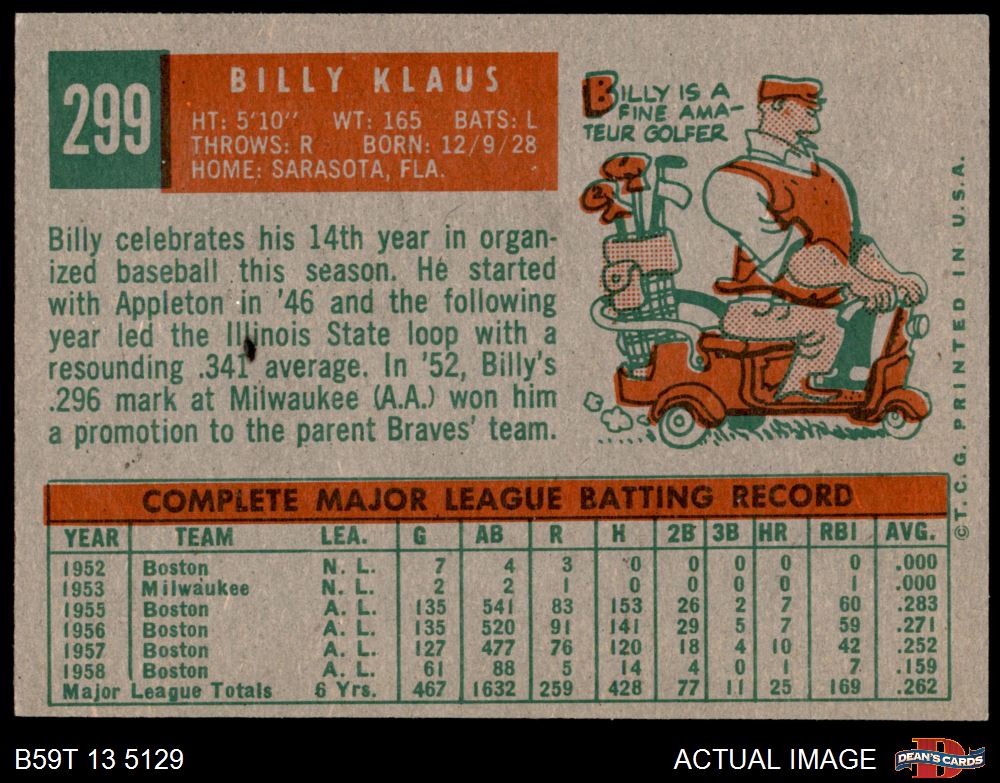 299
BILLY KLAUS
HT: 5'10" WT: 165 BATS: L
THROWS: R BORN: 12/9/28
HOME: SARASOTA, FLA.
BILLY IS A
FINE AMA-
TEUR GOLFER
Billy celebrates his 14th year in organ-
ized baseball this season. He started
with Appleton in '46 and the following
year led the Illinois State loop with a
resounding .341 average. In '52, Billy's
.296 mark at Milwaukee (A.A.) won him
a promotion to the parent Braves' team.
©T.C.G. PRINTED IN U.S.A.
COMPLETE MAJOR LEAGUE BATTING RECORD
YEAR TEAM LEA. G AB R H 2B 3B HR RBI AVG.
1952 Boston N. L. 7 4 3 0 0 0 0 0 .000
1953 Milwaukee N. L. 2 2 1 0 0 0 0 1 .000
1955 Boston A. L. 135 541 83 153 26 2 7 60 .283
1956 Boston A. L. 135 520 91 141 29 5 7 59 .271
1957 Boston A. L. 127 477 76 120 18 4 10 42 .252
1958 Boston A. L. 61 88 5 14 4 0 1 7 .159
Major League Totals 6 Yrs. 467 1632 259 428 77 11 25 169 .262
B59T 13 5129
ACTUAL IMAGE
D
DEAN'S CARDS